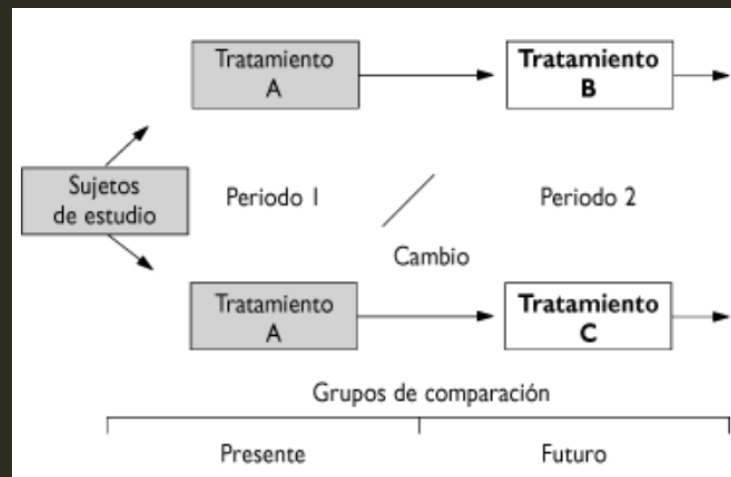 Tratamiento
A
Tratamiento
B
Sujetos
de estudio
Periodo 1
Periodo 2
Cambio
Tratamiento
A
Tratamiento
C
Grupos de comparación
Presente
Futuro